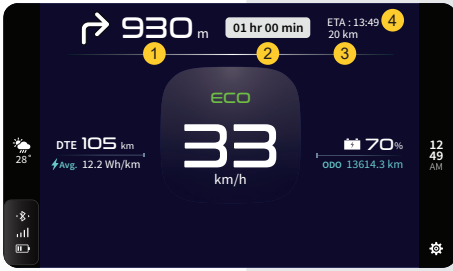 930 m
01 hr 00 min
ETA : 13:49
20 km
4
1
2
3
ECO
33
km/h
DTE 105 km
Avg. 12.2 Wh/km
70%
ODO 13614.3 km
28°
12
49
AM